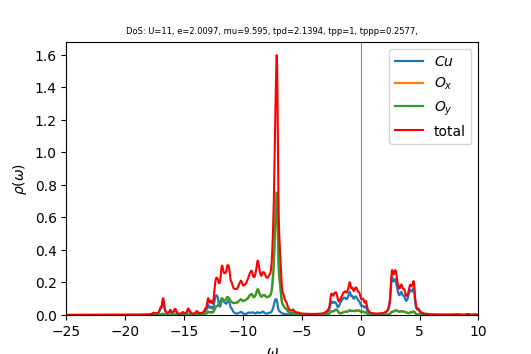 DoS: U=11, e=2.0097, mu=9.595, tpd=2.1394, tpp=1, tppp=0.2577,
ρ(ω)
1.6
1.4
1.2
1.0
0.8
0.6
0.4
0.2
0.0
Cu
O_x
O_y
total
−25 −20 −15 −10 −5 0 5 10
ω